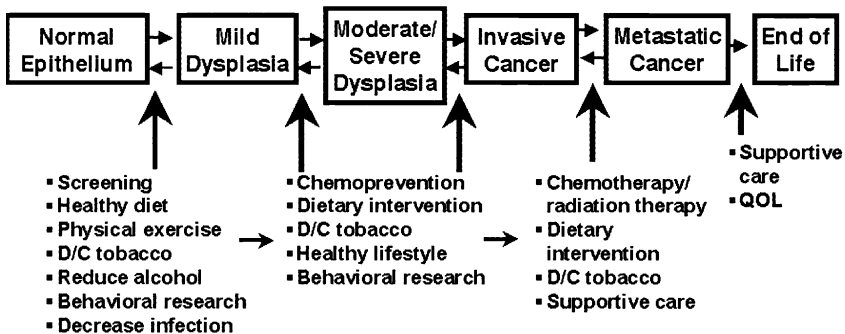 Normal
Epithelium
Mild
Dysplasia
Moderate/
Severe
Dysplasia
Invasive
Cancer
Metastatic
Cancer
End of
Life
▪ Screening
▪ Healthy diet
▪ Physical exercise
▪ D/C tobacco
▪ Reduce alcohol
▪ Behavioral research
▪ Decrease infection
▪ Chemoprevention
▪ Dietary intervention
▪ D/C tobacco
▪ Healthy lifestyle
▪ Behavioral research
▪ Chemotherapy/
radiation therapy
▪ Dietary
intervention
▪ D/C tobacco
▪ Supportive care
▪ Supportive
care
▪ QOL